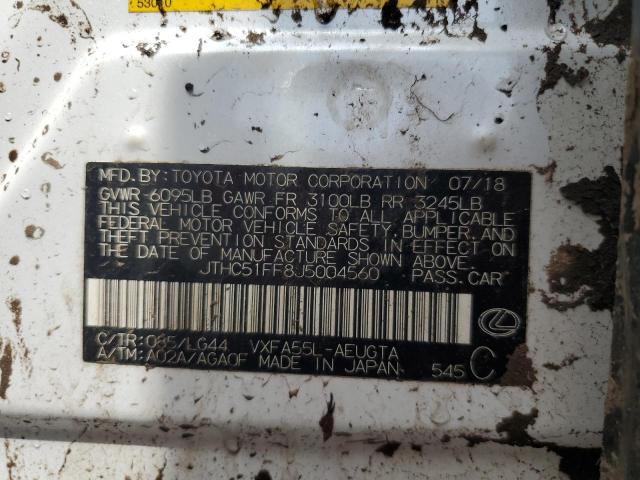 53010
MFD. BY: TOYOTA MOTOR CORPORATION 07/18
GVWR 6095LB GAWR FR 3100LB RR 3245LB
THIS VEHICLE CONFORMS TO ALL APPLICABLE
FEDERAL MOTOR VEHICLE SAFETY, BUMPER, AND
THEFT PREVENTION STANDARDS IN EFFECT ON
THE DATE OF MANUFACTURE SHOWN ABOVE.
JTHC51FF8J5004560 PASS. CAR
C/TR: 085/LG44 VXFA55L-AEUGTA
A/TM: A02A/AGA0F MADE IN JAPAN 545 C